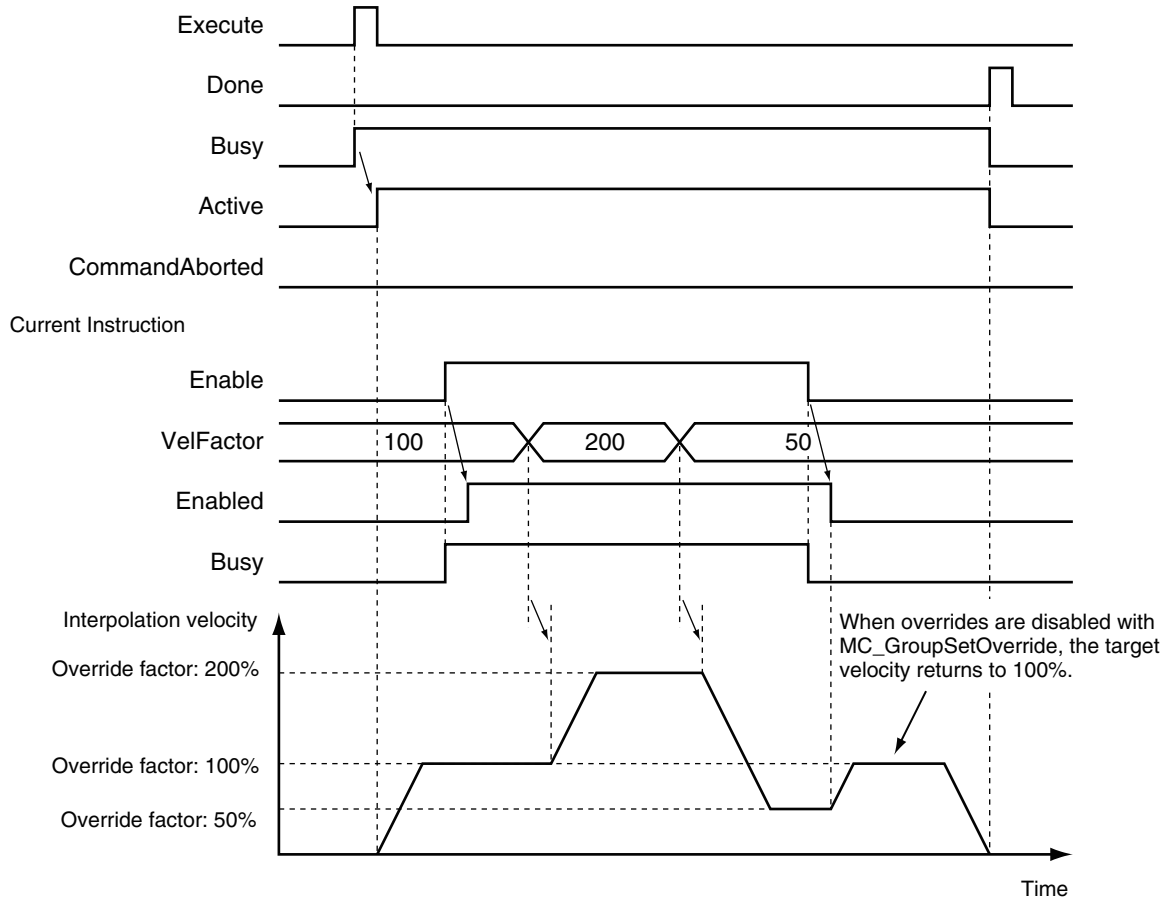 Execute
Done
Busy
Active
CommandAborted
Current Instruction
Enable
VelFactor
100
200
50
Enabled
Busy
Interpolation velocity
When overrides are disabled with
MC_GroupSetOverride, the target
velocity returns to 100%.
Override factor: 200%
Override factor: 100%
Override factor: 50%
Time